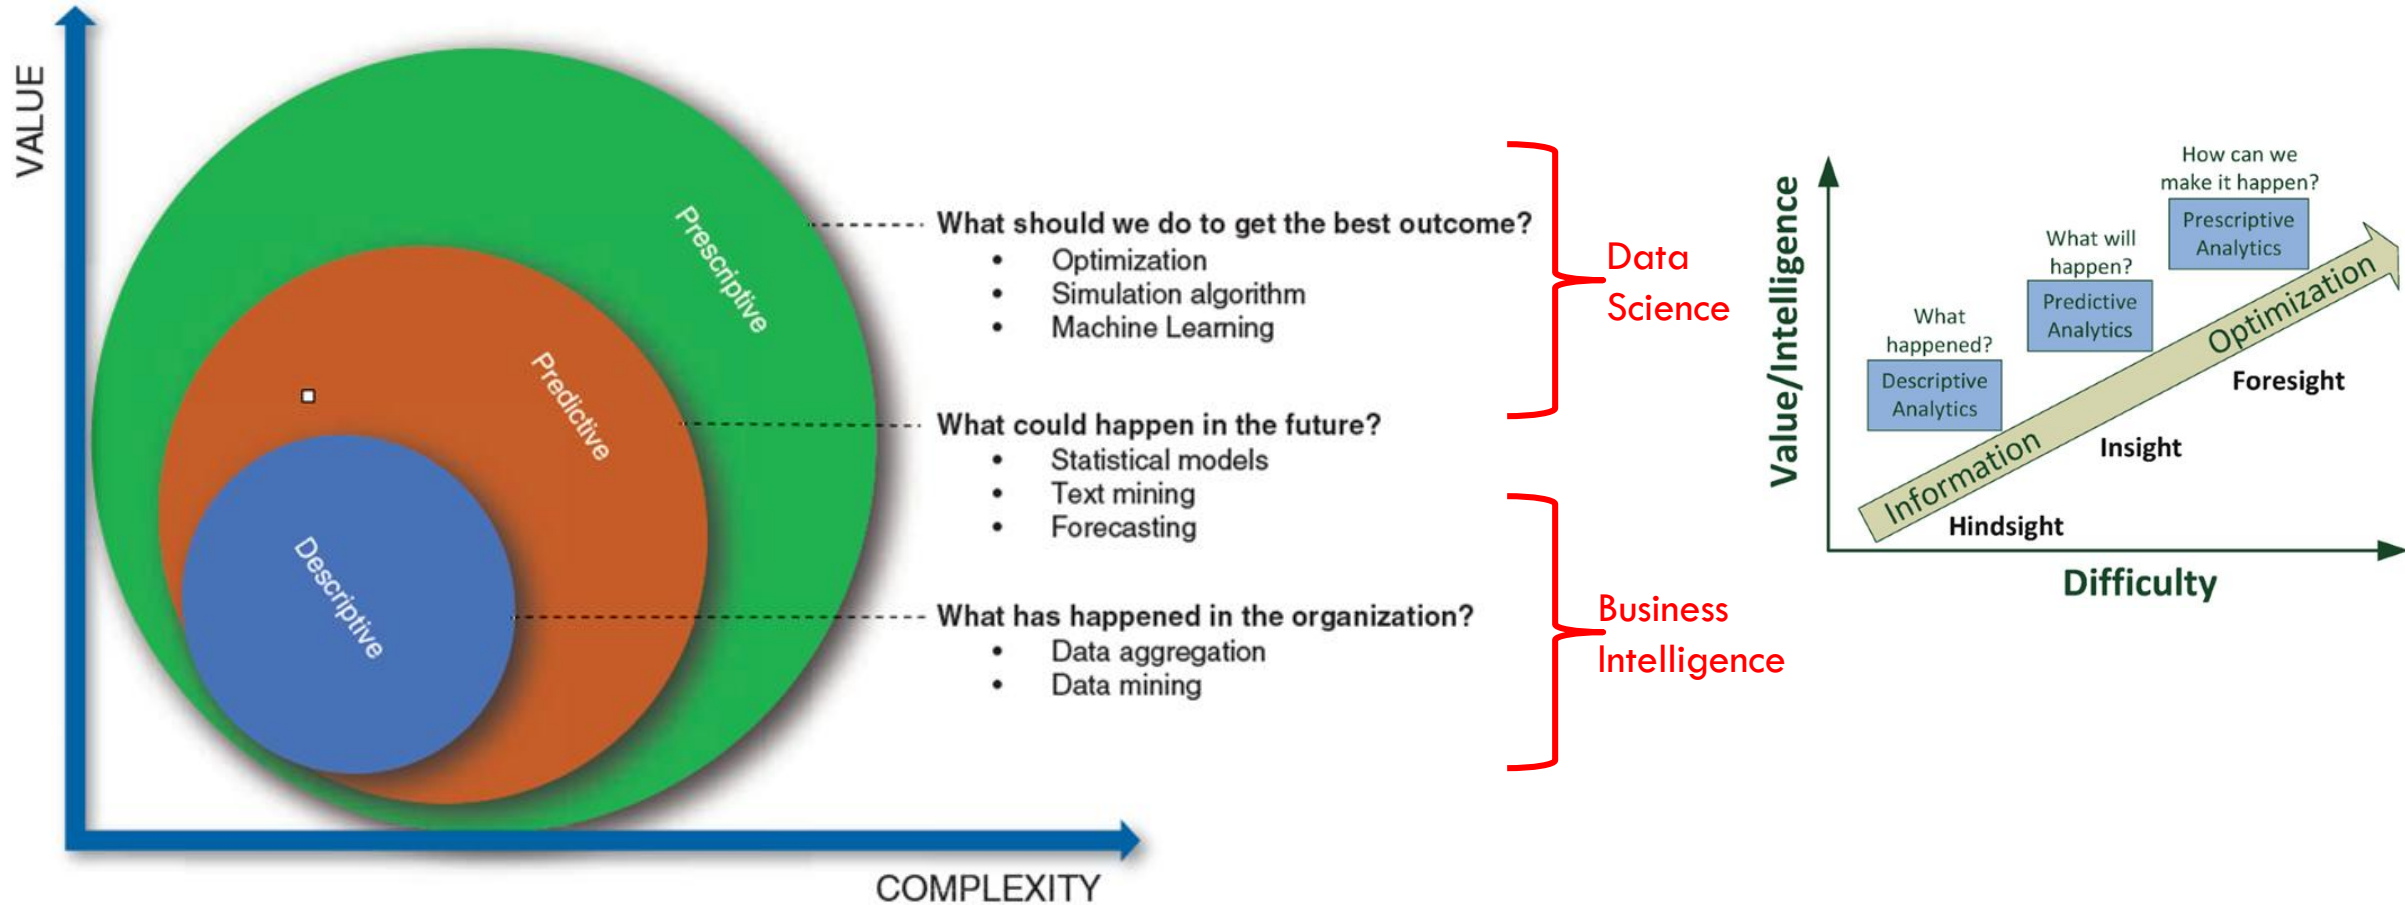 VALUE
Prescriptive
Predictive
Descriptive
COMPLEXITY
What should we do to get the best outcome?
• Optimization
• Simulation algorithm
• Machine Learning
What could happen in the future?
• Statistical models
• Text mining
• Forecasting
What has happened in the organization?
• Data aggregation
• Data mining
Data
Science
Business
Intelligence
Value/Intelligence
How can we
make it happen?
Prescriptive
Analytics
What will
happen?
Predictive
Analytics
What
happened?
Descriptive
Analytics
Information
Optimization
Hindsight
Insight
Foresight
Difficulty